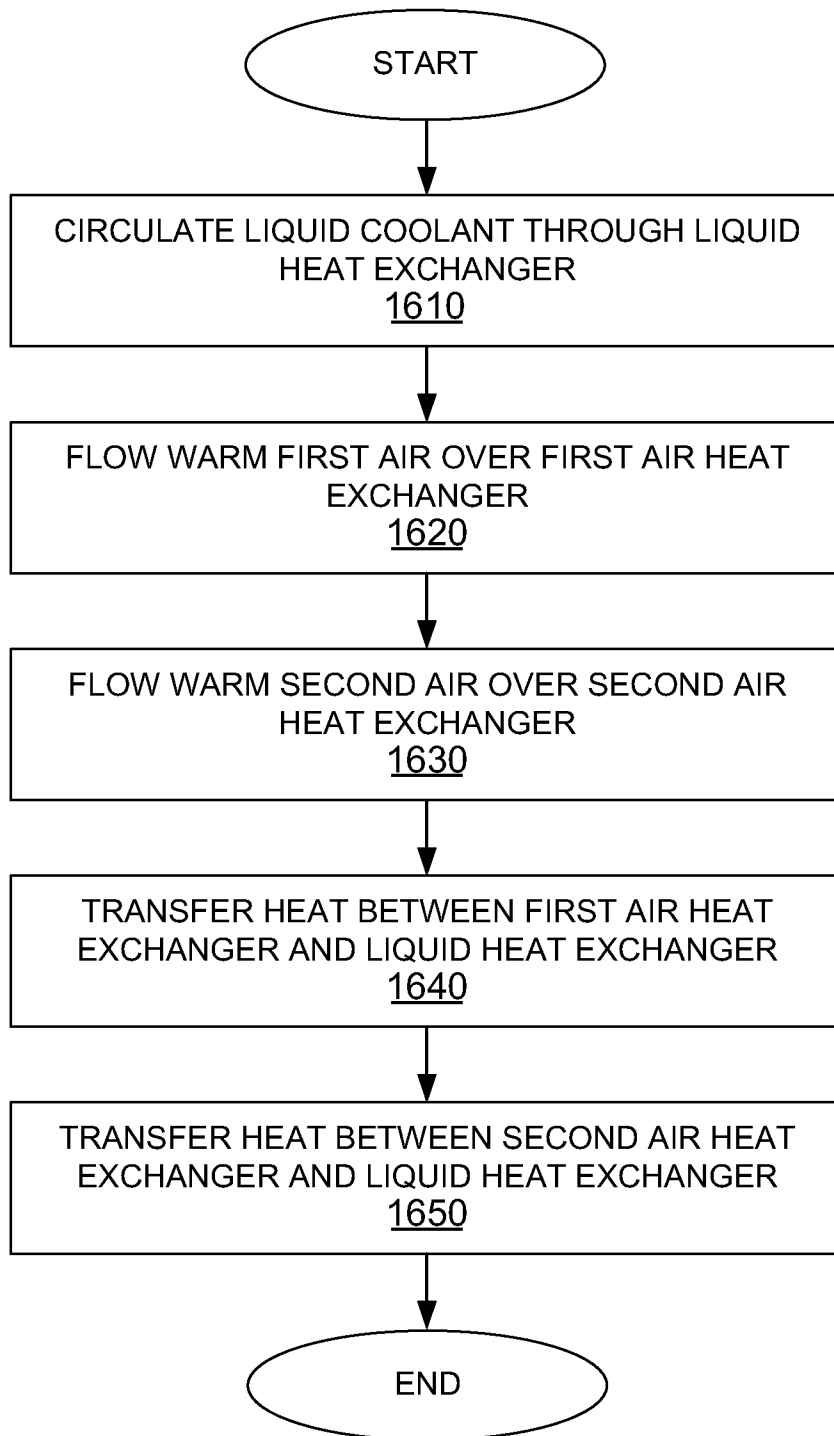 START
CIRCULATE LIQUID COOLANT THROUGH LIQUID
HEAT EXCHANGER
1610
FLOW WARM FIRST AIR OVER FIRST AIR HEAT
EXCHANGER
1620
FLOW WARM SECOND AIR OVER SECOND AIR
HEAT EXCHANGER
1630
TRANSFER HEAT BETWEEN FIRST AIR HEAT
EXCHANGER AND LIQUID HEAT EXCHANGER
1640
TRANSFER HEAT BETWEEN SECOND AIR HEAT
EXCHANGER AND LIQUID HEAT EXCHANGER
1650
END